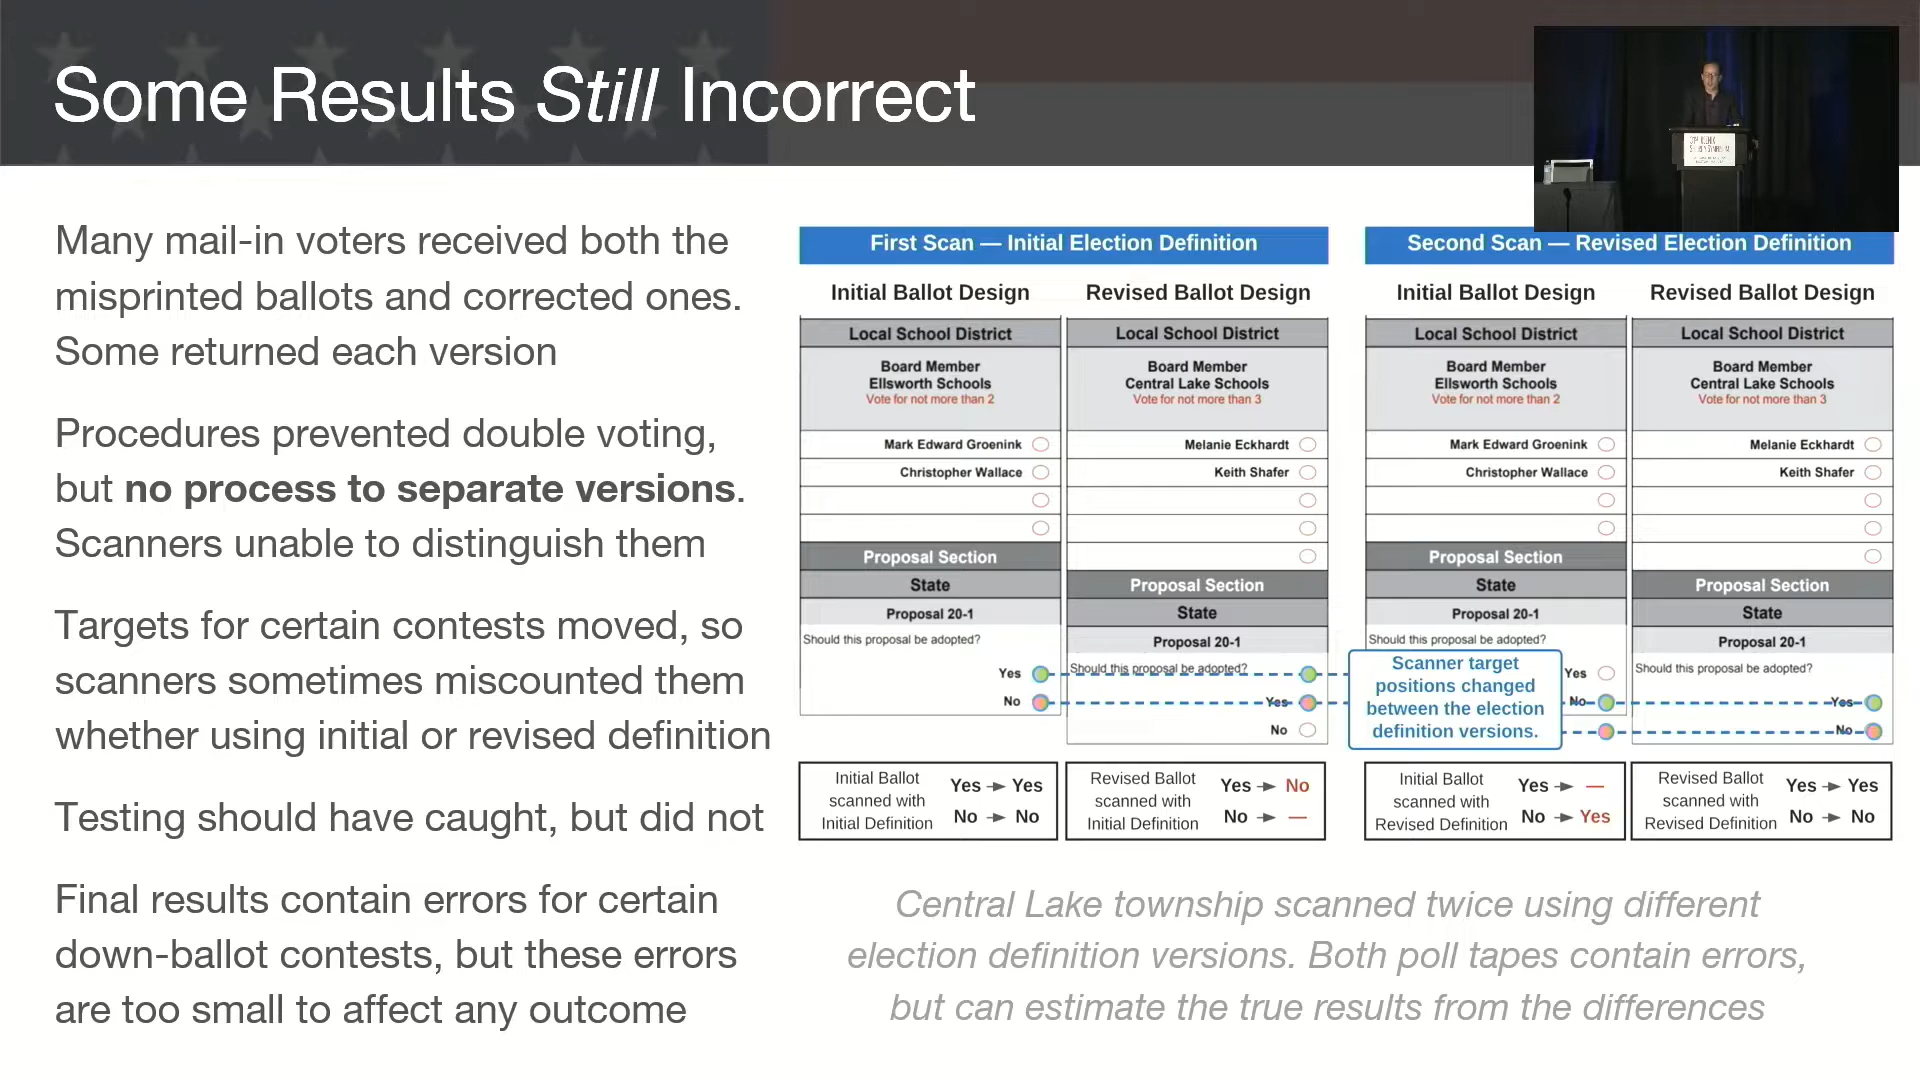 Some Results Still Incorrect
Many mail-in voters received both the
misprinted ballots and corrected ones.
Some returned each version
Procedures prevented double voting,
but no process to separate versions.
Scanners unable to distinguish them
Targets for certain contests moved, so
scanners sometimes miscounted them
whether using initial or revised definition
Testing should have caught, but did not
Final results contain errors for certain
down-ballot contests, but these errors
are too small to affect any outcome
First Scan — Initial Election Definition
Initial Ballot Design
Local School District
Board Member
Ellsworth Schools
Vote for not more than 2
Mark Edward Groenink
Christopher Wallace
Proposal Section
State
Proposal 20-1
Should this proposal be adopted?
Yes
No
Revised Ballot Design
Local School District
Board Member
Central Lake Schools
Vote for not more than 3
Melanie Eckhardt
Keith Shafer
Proposal Section
State
Proposal 20-1
Should this proposal be adopted?
Yes
No
Second Scan — Revised Election Definition
Initial Ballot Design
Local School District
Board Member
Ellsworth Schools
Vote for not more than 2
Mark Edward Groenink
Christopher Wallace
Proposal Section
State
Proposal 20-1
Should this proposal be adopted?
Yes
No
Revised Ballot Design
Local School District
Board Member
Central Lake Schools
Vote for not more than 3
Melanie Eckhardt
Keith Shafer
Proposal Section
State
Proposal 20-1
Should this proposal be adopted?
Yes
No
Scanner target
positions changed
between the election
definition versions.
Initial Ballot
scanned with
Initial Definition
Yes → Yes
No → No
Revised Ballot
scanned with
Initial Definition
Yes → No
No → —
Initial Ballot
scanned with
Revised Definition
Yes → —
No → Yes
Revised Ballot
scanned with
Revised Definition
Yes → Yes
No → No
Central Lake township scanned twice using different
election definition versions. Both poll tapes contain errors,
but can estimate the true results from the differences